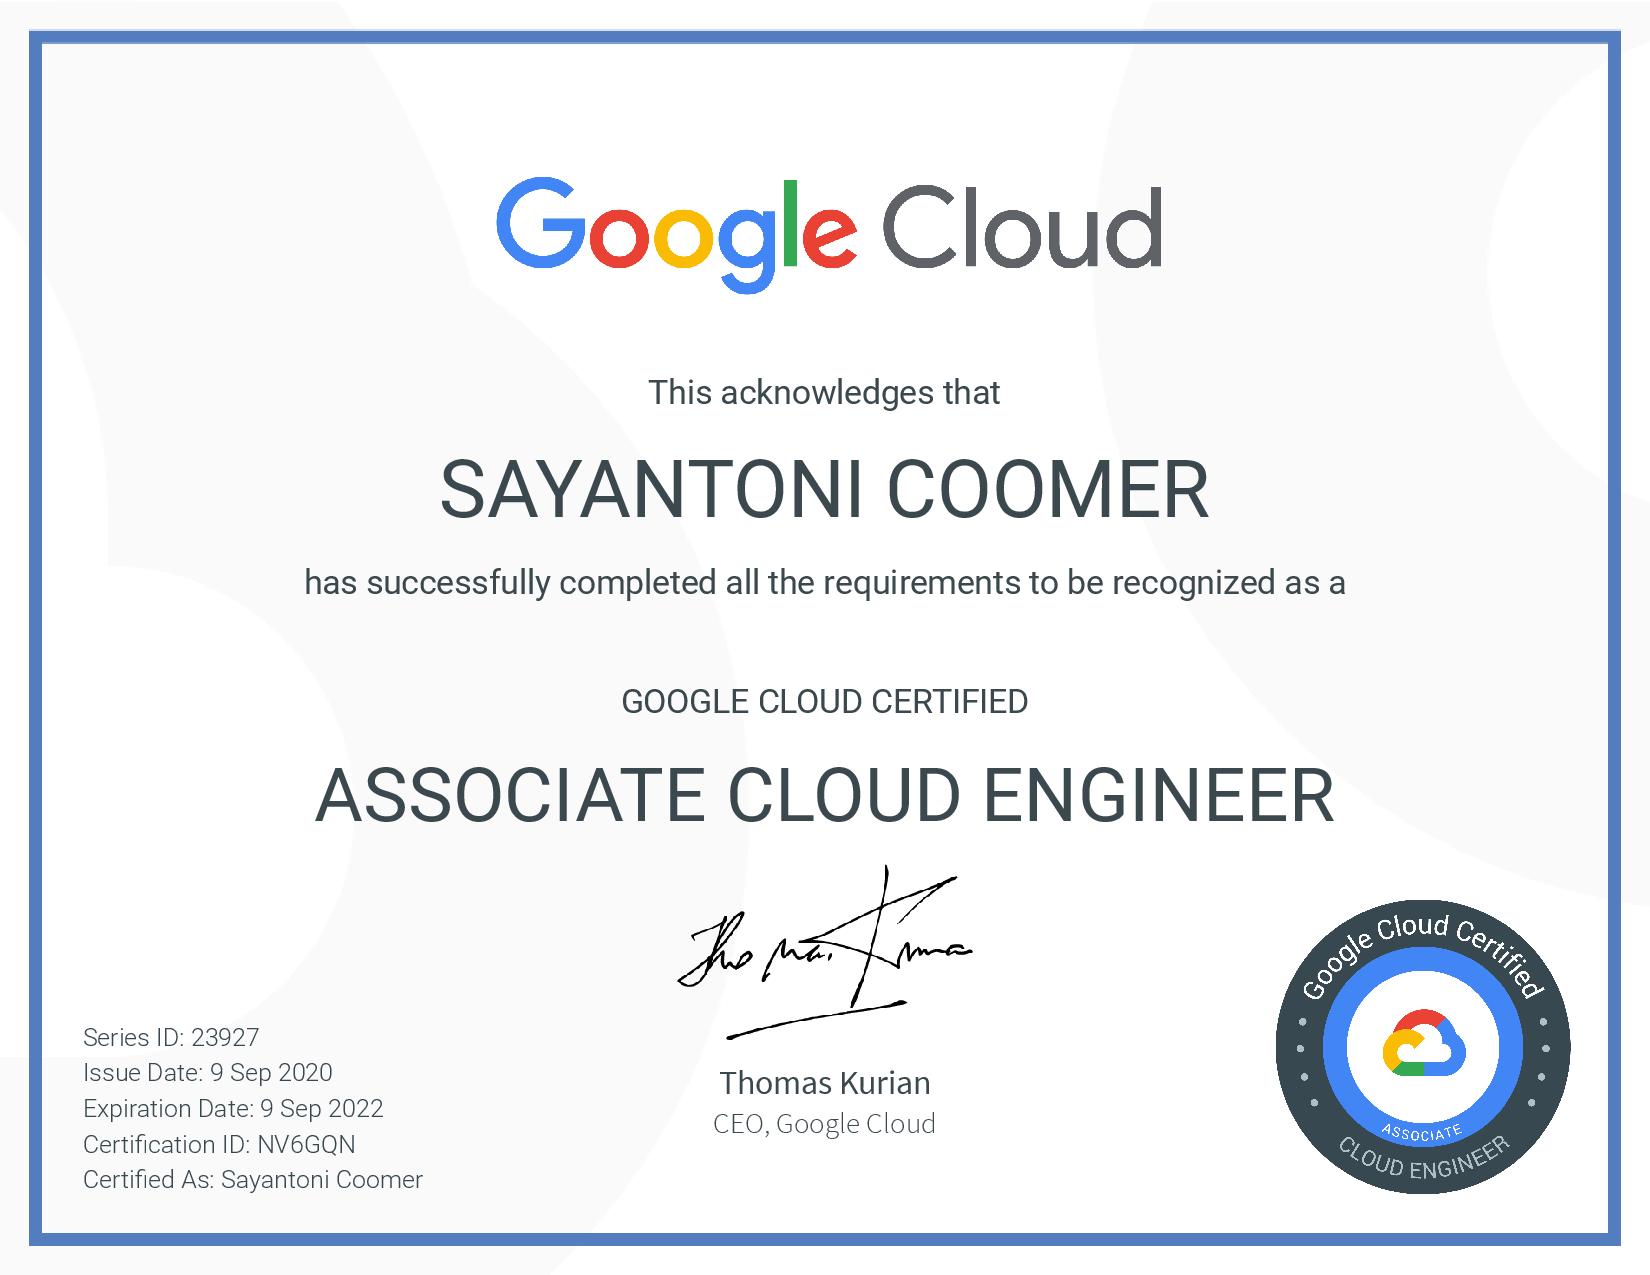 Google Cloud
This acknowledges that
SAYANTONI COOMER
has successfully completed all the requirements to be recognized as a
GOOGLE CLOUD CERTIFIED
ASSOCIATE CLOUD ENGINEER
Thomas Kurian
Thomas Kurian
CEO, Google Cloud
Series ID: 23927
Issue Date: 9 Sep 2020
Expiration Date: 9 Sep 2022
Certification ID: NV6GQN
Certified As: Sayantoni Coomer
Google Cloud Certified
ASSOCIATE
CLOUD ENGINEER